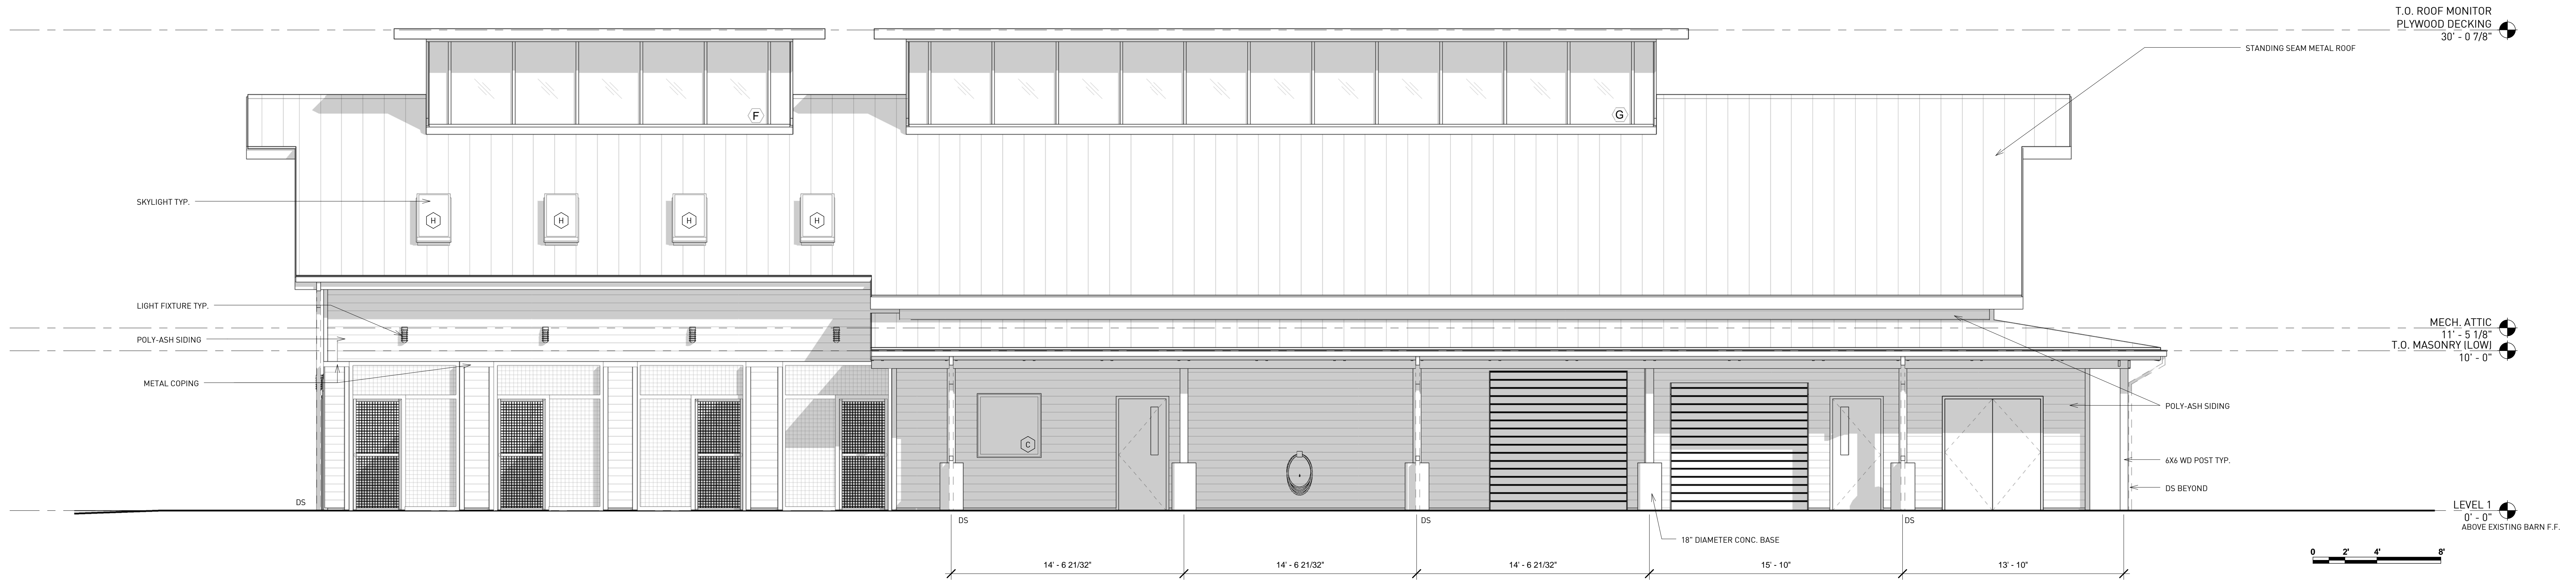 T.O. ROOF MONITOR
PLYWOOD DECKING
30' - 0 7/8"
STANDING SEAM METAL ROOF
F
G
SKYLIGHT TYP.
H
H
H
H
LIGHT FIXTURE TYP.
MECH. ATTIC
11' - 5 1/8"
POLY-ASH SIDING
T.O. MASONRY (LOW)
10' - 0"
METAL COPING
POLY-ASH SIDING
C
6X6 WD POST TYP.
DS BEYOND
DS
LEVEL 1
0' - 0"
ABOVE EXISTING BARN F.F.
DS
DS
DS
18" DIAMETER CONC. BASE
0 2' 4' 8'
14' - 6 21/32"
14' - 6 21/32"
14' - 6 21/32"
15' - 10"
13' - 10"